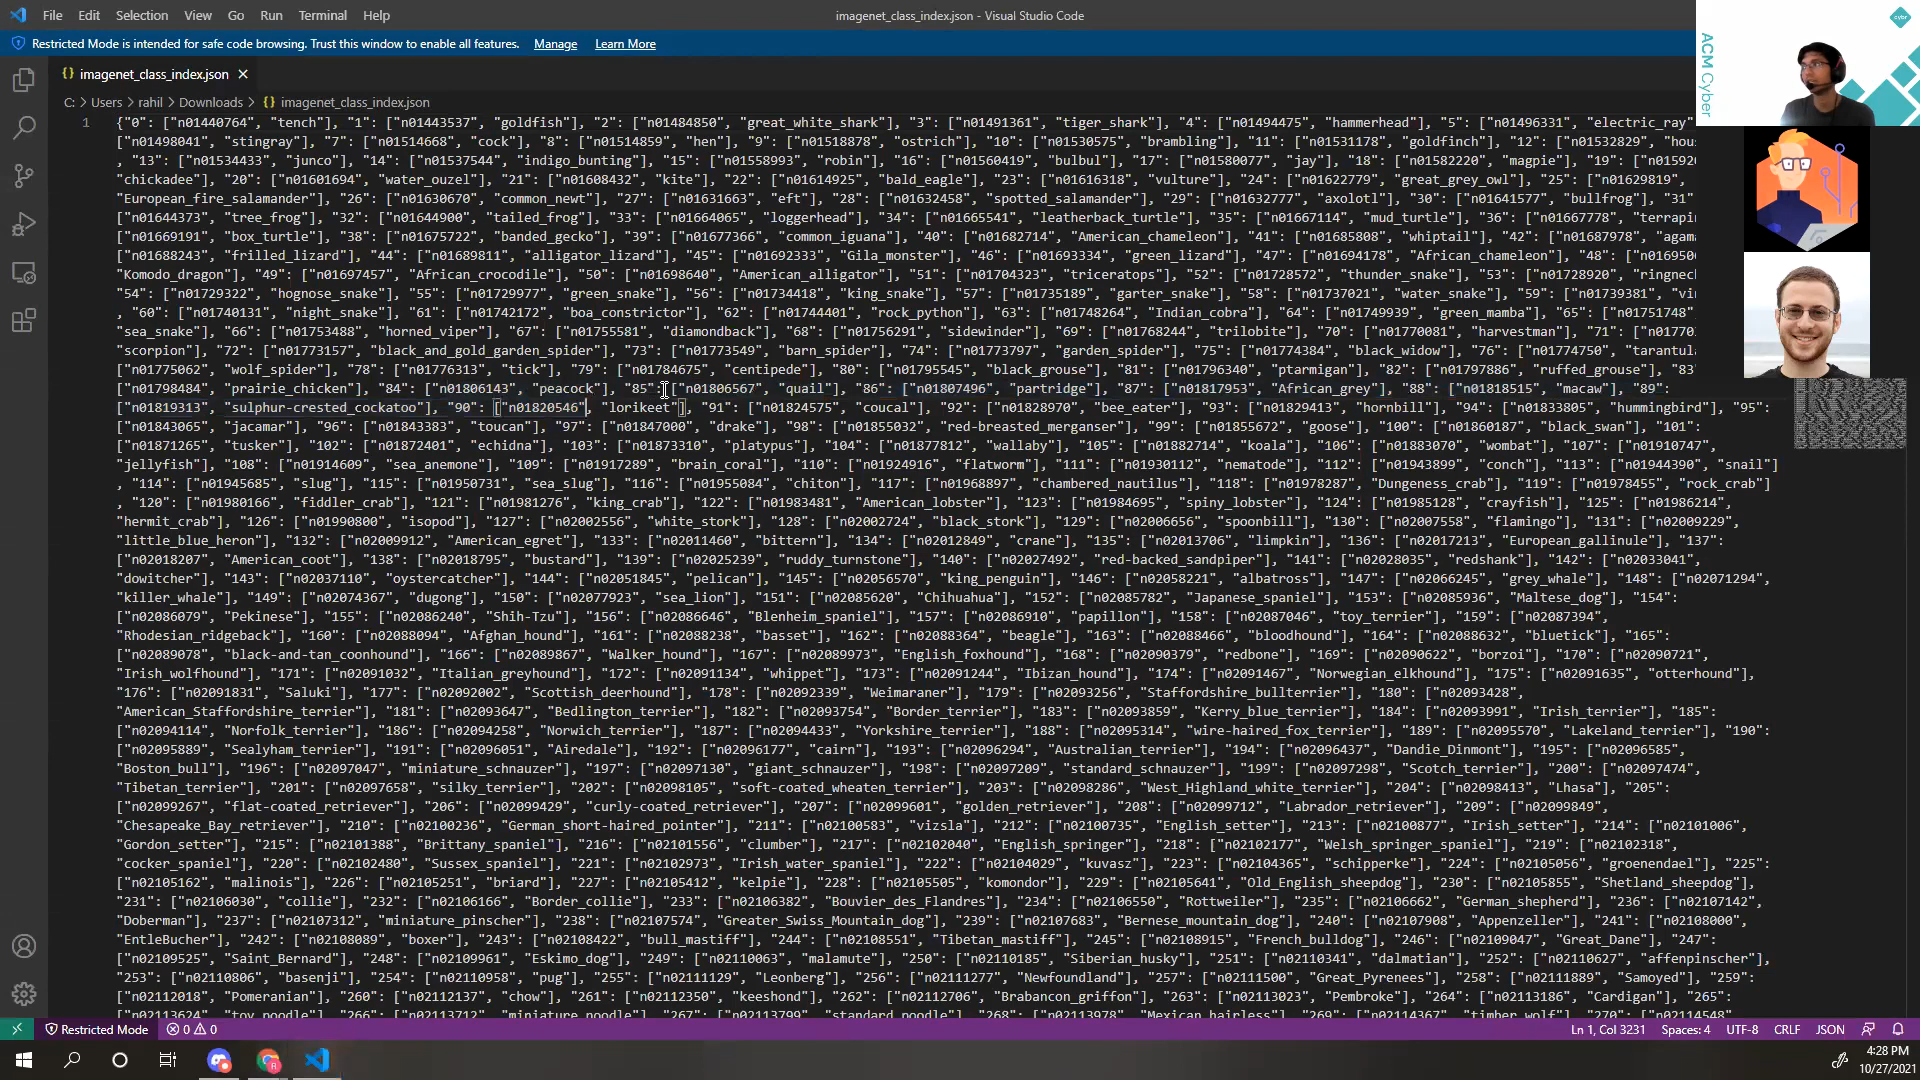 File Edit Selection View Go Run Terminal Help
imagenet_class_index.json - Visual Studio Code
Restricted Mode is intended for safe code browsing. Trust this window to enable all features. Manage Learn More
imagenet_class_index.json
C: > Users > rahil > Downloads > {} imagenet_class_index.json
1
{"0": ["n01440764", "tench"], "1": ["n01443537", "goldfish"], "2": ["n01484850", "great_white_shark"], "3": ["n01491361", "tiger_shark"], "4": ["n01494475", "hammerhead"], "5": ["n01496331", "electric_ray"
["n01498041", "stingray"], "7": ["n01514668", "cock"], "8": ["n01514859", "hen"], "9": ["n01518878", "ostrich"], "10": ["n01530575", "brambling"], "11": ["n01531178", "goldfinch"], "12": ["n01532829", "hou
, "13": ["n01534433", "junco"], "14": ["n01537544", "indigo_bunting"], "15": ["n01558993", "robin"], "16": ["n01560419", "bulbul"], "17": ["n01580077", "jay"], "18": ["n01582220", "magpie"], "19": ["n01592
"chickadee"], "20": ["n01601694", "water_ouzel"], "21": ["n01608432", "kite"], "22": ["n01614925", "bald_eagle"], "23": ["n01616318", "vulture"], "24": ["n01622779", "great_grey_owl"], "25": ["n01629819",
"European_fire_salamander"], "26": ["n01630670", "common_newt"], "27": ["n01631663", "eft"], "28": ["n01632458", "spotted_salamander"], "29": ["n01632777", "axolotl"], "30": ["n01641577", "bullfrog"], "31"
["n01644373", "tree_frog"], "32": ["n01644900", "tailed_frog"], "33": ["n01664065", "loggerhead"], "34": ["n01665541", "leatherback_turtle"], "35": ["n01667114", "mud_turtle"], "36": ["n01667778", "terrapin
["n01669191", "box_turtle"], "38": ["n01675722", "banded_gecko"], "39": ["n01677366", "common_iguana"], "40": ["n01682714", "American_chameleon"], "41": ["n01685808", "whiptail"], "42": ["n01687978", "agama
["n01688243", "frilled_lizard"], "44": ["n01689811", "alligator_lizard"], "45": ["n01692333", "Gila_monster"], "46": ["n01693334", "green_lizard"], "47": ["n01694178", "African_chameleon"], "48": ["n016950
"Komodo_dragon"], "49": ["n01697457", "African_crocodile"], "50": ["n01698640", "American_alligator"], "51": ["n01704323", "triceratops"], "52": ["n01728572", "thunder_snake"], "53": ["n01728920", "ringneck
"54": ["n01729322", "hognose_snake"], "55": ["n01729977", "green_snake"], "56": ["n01734418", "king_snake"], "57": ["n01735189", "garter_snake"], "58": ["n01737021", "water_snake"], "59": ["n01739381", "vin
, "60": ["n01740131", "night_snake"], "61": ["n01742172", "boa_constrictor"], "62": ["n01744401", "rock_python"], "63": ["n01748264", "Indian_cobra"], "64": ["n01749939", "green_mamba"], "65": ["n01751748",
"sea_snake"], "66": ["n01753488", "horned_viper"], "67": ["n01755581", "diamondback"], "68": ["n01756291", "sidewinder"], "69": ["n01768244", "trilobite"], "70": ["n01770081", "harvestman"], "71": ["n01770
"scorpion"], "72": ["n01773157", "black_and_gold_garden_spider"], "73": ["n01773549", "barn_spider"], "74": ["n01773797", "garden_spider"], "75": ["n01774384", "black_widow"], "76": ["n01774750", "tarantula
["n01775062", "wolf_spider"], "78": ["n01776313", "tick"], "79": ["n01784675", "centipede"], "80": ["n01795545", "black_grouse"], "81": ["n01796340", "ptarmigan"], "82": ["n01797886", "ruffed_grouse"], "83"
["n01798484", "prairie_chicken"], "84": ["n01806143", "peacock"], "85": ["n01806567", "quail"], "86": ["n01807496", "partridge"], "87": ["n01817953", "African_grey"], "88": ["n01818515", "macaw"], "89":
["n01819313", "sulphur-crested_cockatoo"], "90": ["n01820546", "lorikeet"], "91": ["n01824575", "coucal"], "92": ["n01828970", "bee_eater"], "93": ["n01829413", "hornbill"], "94": ["n01833805", "hummingbird"], "95":
["n01843065", "jacamar"], "96": ["n01843383", "toucan"], "97": ["n01847000", "drake"], "98": ["n01855032", "red-breasted_merganser"], "99": ["n01855672", "goose"], "100": ["n01860187", "black_swan"], "101":
["n01871265", "tusker"], "102": ["n01872401", "echidna"], "103": ["n01873310", "platypus"], "104": ["n01877812", "wallaby"], "105": ["n01882714", "koala"], "106": ["n01883070", "wombat"], "107": ["n01910747",
"jellyfish"], "108": ["n01914609", "sea_anemone"], "109": ["n01917289", "brain_coral"], "110": ["n01924916", "flatworm"], "111": ["n01930112", "nematode"], "112": ["n01943899", "conch"], "113": ["n01944390", "snail"]
, "114": ["n01945685", "slug"], "115": ["n01950731", "sea_slug"], "116": ["n01955084", "chiton"], "117": ["n01968897", "chambered_nautilus"], "118": ["n01978287", "Dungeness_crab"], "119": ["n01978455", "rock_crab"]
, "120": ["n01980166", "fiddler_crab"], "121": ["n01981276", "king_crab"], "122": ["n01983481", "American_lobster"], "123": ["n01984695", "spiny_lobster"], "124": ["n01985128", "crayfish"], "125": ["n01986214",
"hermit_crab"], "126": ["n01990800", "isopod"], "127": ["n02002556", "white_stork"], "128": ["n02002724", "black_stork"], "129": ["n02006656", "spoonbill"], "130": ["n02007558", "flamingo"], "131": ["n02009229",
"little_blue_heron"], "132": ["n02009912", "American_egret"], "133": ["n02011460", "bittern"], "134": ["n02012849", "crane"], "135": ["n02013706", "limpkin"], "136": ["n02017213", "European_gallinule"], "137":
["n02018207", "American_coot"], "138": ["n02018795", "bustard"], "139": ["n02025239", "ruddy_turnstone"], "140": ["n02027492", "red-backed_sandpiper"], "141": ["n02028035", "redshank"], "142": ["n02033041",
"dowitcher"], "143": ["n02037110", "oystercatcher"], "144": ["n02051845", "pelican"], "145": ["n02056570", "king_penguin"], "146": ["n02058221", "albatross"], "147": ["n02066245", "grey_whale"], "148": ["n02071294",
"killer_whale"], "149": ["n02074367", "dugong"], "150": ["n02077923", "sea_lion"], "151": ["n02085620", "Chihuahua"], "152": ["n02085782", "Japanese_spaniel"], "153": ["n02085936", "Maltese_dog"], "154":
["n02086079", "Pekinese"], "155": ["n02086240", "Shih-Tzu"], "156": ["n02086646", "Blenheim_spaniel"], "157": ["n02086910", "papillon"], "158": ["n02087046", "toy_terrier"], "159": ["n02087394",
"Rhodesian_ridgeback"], "160": ["n02088094", "Afghan_hound"], "161": ["n02088238", "basset"], "162": ["n02088364", "beagle"], "163": ["n02088466", "bloodhound"], "164": ["n02088632", "bluetick"], "165":
["n02089078", "black-and-tan_coonhound"], "166": ["n02089867", "Walker_hound"], "167": ["n02089973", "English_foxhound"], "168": ["n02090379", "redbone"], "169": ["n02090622", "borzoi"], "170": ["n02090721",
"Irish_wolfhound"], "171": ["n02091032", "Italian_greyhound"], "172": ["n02091134", "whippet"], "173": ["n02091244", "Ibizan_hound"], "174": ["n02091467", "Norwegian_elkhound"], "175": ["n02091635", "otterhound"],
"176": ["n02091831", "Saluki"], "177": ["n02092002", "Scottish_deerhound"], "178": ["n02092339", "Weimaraner"], "179": ["n02093256", "Staffordshire_bullterrier"], "180": ["n02093428",
"American_Staffordshire_terrier"], "181": ["n02093647", "Bedlington_terrier"], "182": ["n02093754", "Border_terrier"], "183": ["n02093859", "Kerry_blue_terrier"], "184": ["n02093991", "Irish_terrier"], "185":
["n02094114", "Norfolk_terrier"], "186": ["n02094258", "Norwich_terrier"], "187": ["n02094433", "Yorkshire_terrier"], "188": ["n02095314", "wire-haired_fox_terrier"], "189": ["n02095570", "Lakeland_terrier"], "190":
["n02095889", "Sealyham_terrier"], "191": ["n02096051", "Airedale"], "192": ["n02096177", "cairn"], "193": ["n02096294", "Australian_terrier"], "194": ["n02096437", "Dandie_Dinmont"], "195": ["n02096585",
"Boston_bull"], "196": ["n02097047", "miniature_schnauzer"], "197": ["n02097130", "giant_schnauzer"], "198": ["n02097209", "standard_schnauzer"], "199": ["n02097298", "Scotch_terrier"], "200": ["n02097474",
"Tibetan_terrier"], "201": ["n02097658", "silky_terrier"], "202": ["n02098105", "soft-coated_wheaten_terrier"], "203": ["n02098286", "West_Highland_white_terrier"], "204": ["n02098413", "Lhasa"], "205":
["n02099267", "flat-coated_retriever"], "206": ["n02099429", "curly-coated_retriever"], "207": ["n02099601", "golden_retriever"], "208": ["n02099712", "Labrador_retriever"], "209": ["n02099849",
"Chesapeake_Bay_retriever"], "210": ["n02100236", "German_short-haired_pointer"], "211": ["n02100583", "vizsla"], "212": ["n02100735", "English_setter"], "213": ["n02100877", "Irish_setter"], "214": ["n02101006",
"Gordon_setter"], "215": ["n02101388", "Brittany_spaniel"], "216": ["n02101556", "clumber"], "217": ["n02102040", "English_springer"], "218": ["n02102177", "Welsh_springer_spaniel"], "219": ["n02102318",
"cocker_spaniel"], "220": ["n02102480", "Sussex_spaniel"], "221": ["n02102973", "Irish_water_spaniel"], "222": ["n02104029", "kuvasz"], "223": ["n02104365", "schipperke"], "224": ["n02105056", "groenendael"], "225":
["n02105162", "malinois"], "226": ["n02105251", "briard"], "227": ["n02105412", "kelpie"], "228": ["n02105505", "komondor"], "229": ["n02105641", "Old_English_sheepdog"], "230": ["n02105855", "Shetland_sheepdog"],
"231": ["n02106030", "collie"], "232": ["n02106166", "Border_collie"], "233": ["n02106382", "Bouvier_des_Flandres"], "234": ["n02106550", "Rottweiler"], "235": ["n02106662", "German_shepherd"], "236": ["n02107142",
"Doberman"], "237": ["n02107312", "miniature_pinscher"], "238": ["n02107574", "Greater_Swiss_Mountain_dog"], "239": ["n02107683", "Bernese_mountain_dog"], "240": ["n02107908", "Appenzeller"], "241": ["n02108000",
"EntleBucher"], "242": ["n02108089", "boxer"], "243": ["n02108422", "bull_mastiff"], "244": ["n02108551", "Tibetan_mastiff"], "245": ["n02108915", "French_bulldog"], "246": ["n02109047", "Great_Dane"], "247":
["n02109525", "Saint_Bernard"], "248": ["n02109961", "Eskimo_dog"], "249": ["n02110063", "malamute"], "250": ["n02110185", "Siberian_husky"], "251": ["n02110341", "dalmatian"], "252": ["n02110627", "affenpinscher"],
"253": ["n02110806", "basenji"], "254": ["n02110958", "pug"], "255": ["n02111129", "Leonberg"], "256": ["n02111277", "Newfoundland"], "257": ["n02111500", "Great_Pyrenees"], "258": ["n02111889", "Samoyed"], "259":
["n02112018", "Pomeranian"], "260": ["n02112137", "chow"], "261": ["n02112350", "keeshond"], "262": ["n02112706", "Brabancon_griffon"], "263": ["n02113023", "Pembroke"], "264": ["n02113186", "Cardigan"], "265":
["n02113624", "toy_poodle"], "266": ["n02113712", "miniature_poodle"], "267": ["n02113799", "standard_poodle"], "268": ["n02113978", "Mexican_hairless"], "269": ["n02114367", "timber_wolf"], "270": ["n02114548",
ACM Cyber
cybr
Restricted Mode 0 0 Ln 1, Col 3231 Spaces: 4 UTF-8 CRLF JSON
4:28 PM
10/27/2021